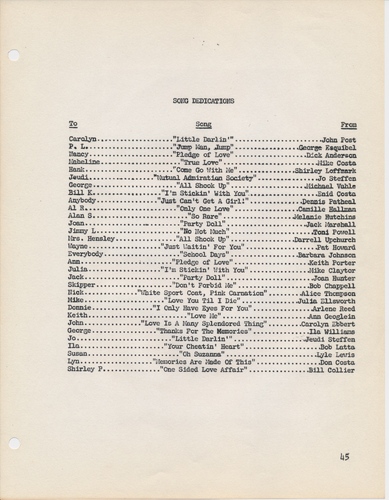 SONG DEDICATIONS
To Song From
Carolyn..................."Little Darlin'"......................John Post
P. L....................."Jump Man, Jump"................George Esquibel
Nancy...................."Pledge of Love"..................Dick Anderson
Mabeline..................."True Love"........................Mike Costa
Hank....................."Come Go With Me"...............Shirley Loffmark
Jeudi..............."Mutual Admiration Society".............Jo Steffen
George...................."All Shook Up"..................Michael Vahle
Bill K................."I'm Stickin' With You"...............Enid Costa
Anybody..............."Just Can't Get A Girl!"..........Dennis Patheal
Al R....................."Only One Love"..................Camille Hallman
Alan S....................."So Rare"....................Melanie Hutchins
Joan......................"Party Doll"....................Jack Marshall
Jimmy L..................."No Not Much"....................Toni Powell
Mrs. Hensley.............."All Shook Up"...............Darrell Upchurch
Wayne.................."Just Waitin' For You"................Pat Howard
Everybody................."School Days"................Barbara Johnson
Ann......................"Pledge of Love"..................Keith Porter
Julia.................."I'm Stickin With You"..............Mike Claytor
Jack......................"Party Doll"......................Joan Hunter
Skipper.................."Don't Forbid Me"..................Bob Chappell
Nick..........."White Sport Coat, Pink Carnation"......Alice Thompson
Mike..................."Love You Til I Die"..............Julia Ellsworth
Donnie..............."I Only Have Eyes For You"............Arlene Reed
Keith......................."Love Me"......................Ann Geoglein
John............"Love Is A Many Splendored Thing".........Carolyn Ebbert
George..............."Thanks For The Memories".............Ila Williams
Jo......................."Little Darlin'"....................Jeudi Steffen
Ila...................."Your Cheatin' Heart"....................Bob Latta
Susan......................"Oh Suzanna"......................Lyle Lewis
Lyn................."Memories Are Made Of This"..............Don Costa
Shirley P............."One Sided Love Affair"..............Bill Collier
45